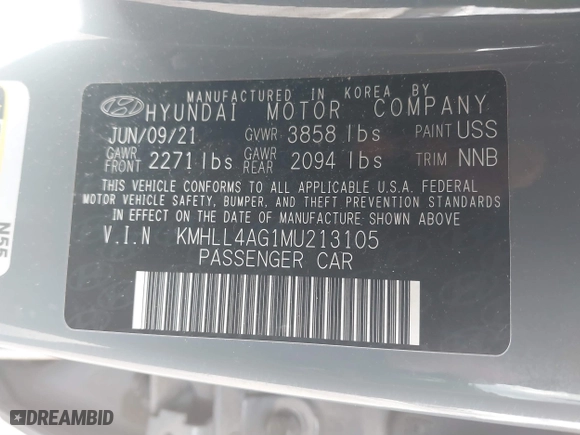 MANUFACTURED IN KOREA BY
HYUNDAI MOTOR COMPANY
JUN/09/21 GVWR 3858 lbs PAINT USS
GAWR FRONT 2271 lbs GAWR REAR 2094 lbs TRIM NNB
THIS VEHICLE CONFORMS TO ALL APPLICABLE U.S.A. FEDERAL
MOTOR VEHICLE SAFETY, BUMPER, AND THEFT PREVENTION STANDARDS
IN EFFECT ON THE DATE OF MANUFACTURE SHOWN ABOVE
V.I.N KMHLL4AG1MU213105
PASSENGER CAR
N55
DREAMBID